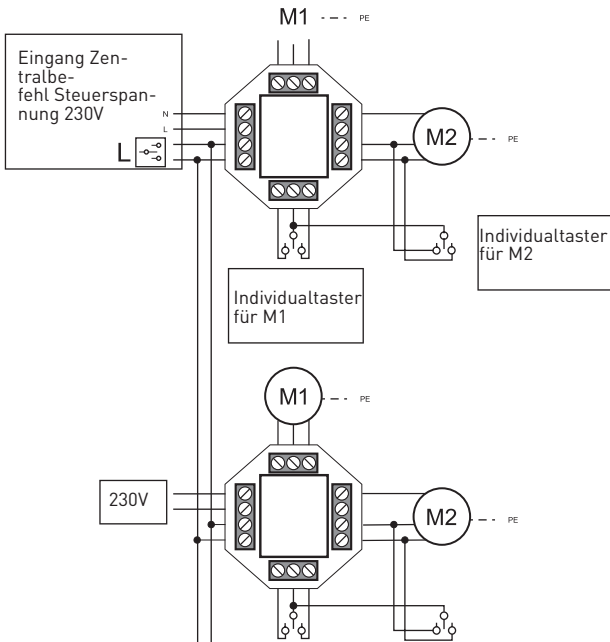 M1 --- PE
Eingang Zen-
tralbe-
fehl Steuerspan-
nung 230V
N
L
L
M2 --- PE
Individualtaster
für M2
Individualtaster
für M1
M1 --- PE
230V
M2 --- PE